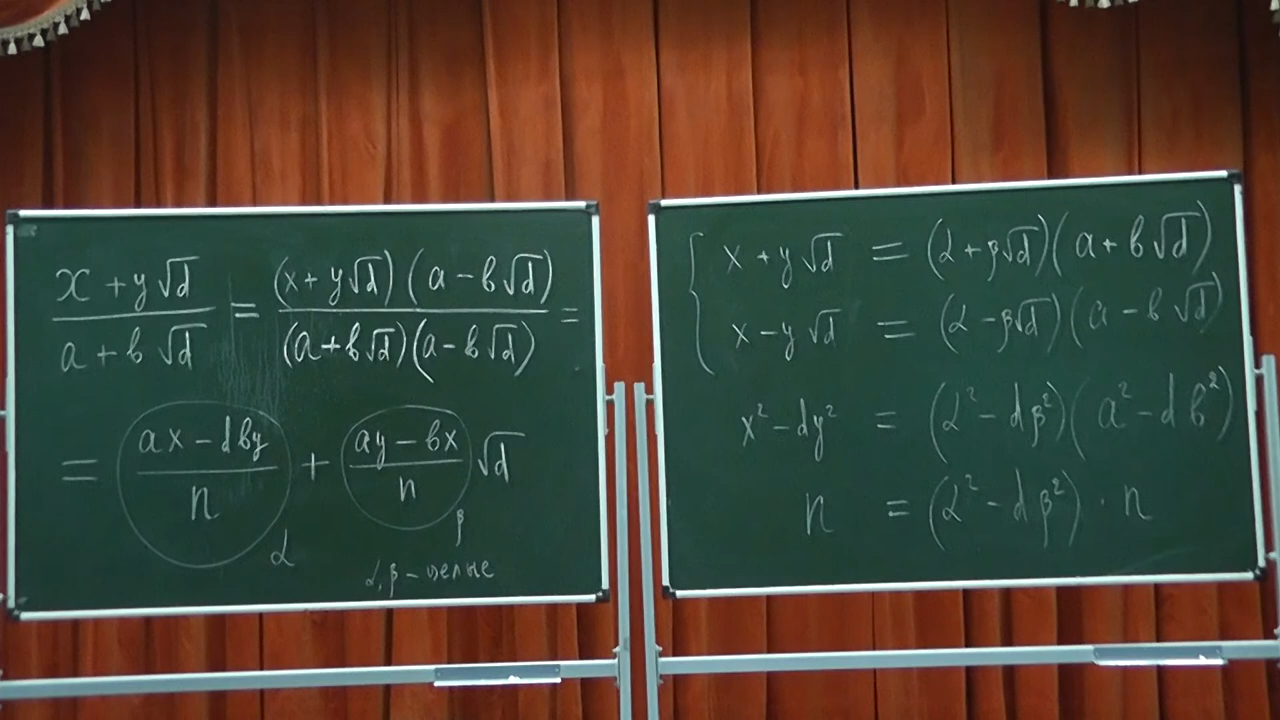 x + y√d / a + b√d = (x + y√d)(a − b√d) / (a + b√d)(a − b√d) =
= ax − dby / n + ay − bx / n √d
α β
α, β − целые
{ x + y√d = (α + β√d)(a + b√d)
x − y√d = (α − β√d)(a − b√d)
x² − dy² = (α² − dβ²)(a² − db²)
n = (α² − dβ²) · n